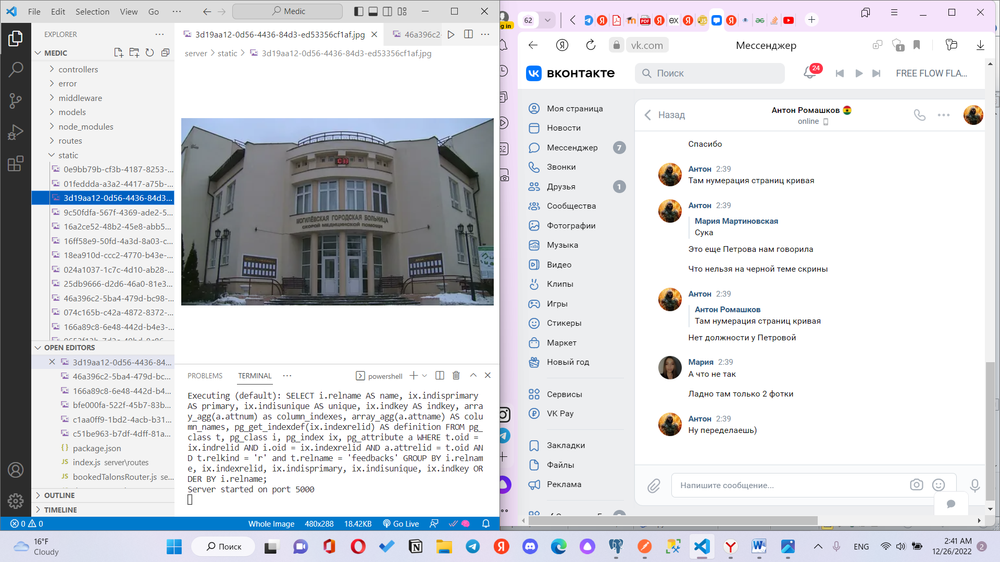 File Edit Selection View Go ··· Medic
EXPLORER ···
MEDIC
controllers
error
middleware
models
node_modules
routes
static
0e9bb79b-cf3b-4187-8253-...
01feddda-a3a2-4417-a75b-...
3d19aa12-0d56-4436-84d3...
9c50fdfa-567f-4369-ade2-5...
16a2ce52-48b2-45e8-abb5...
16ff58e9-50fd-4a3d-8a03-c...
18ea910d-ccc2-4770-b43e-...
024a1037-1c7c-4d10-ab28-...
25db9666-d2d6-46a0-81e3...
46a396c2-5ba4-479d-bc98-...
074c165b-c42a-4872-8372-...
166a89c8-6e48-442d-b4e3-...
OPEN EDITORS
3d19aa12-0d56-4436-84...
46a396c2-5ba4-479d-bc...
166a89c8-6e48-442d-b4...
bfe000fa-522f-45b7-83b...
c1aa0ff9-1bd2-4acb-b31...
c51be963-b7df-4dff-81a...
{} package.json
JS index.js server\routes
JS bookedTalonsRouter.js se...
OUTLINE
TIMELINE
3d19aa12-0d56-4436-84d3-ed53356cf1af.jpg 46a396c2-
server > static > 3d19aa12-0d56-4436-84d3-ed53356cf1af.jpg
10:33
МОГИЛЁВСКАЯ ГОРОДСКАЯ БОЛЬНИЦА
СКОРОЙ МЕДИЦИНСКОЙ ПОМОЩИ
PROBLEMS TERMINAL ··· powershell
Executing (default): SELECT i.relname AS name, ix.indisprimary
AS primary, ix.indisunique AS unique, ix.indkey AS indkey, arra
y_agg(a.attnum) as column_indexes, array_agg(a.attname) AS colu
mn_names, pg_get_indexdef(ix.indexrelid) AS definition FROM pg_
class t, pg_class i, pg_index ix, pg_attribute a WHERE t.oid =
ix.indrelid AND i.oid = ix.indexrelid AND a.attrelid = t.oid AN
D t.relkind = 'r' and t.relname = 'feedbacks' GROUP BY i.relnam
e, ix.indexrelid, ix.indisprimary, ix.indisunique, ix.indkey OR
DER BY i.relname;
Server started on port 5000
0 0 Whole Image 480x288 18.42KB Go Live
g in
62
vk.com Мессенджер 1
вконтакте Поиск 24 FREE FLOW FLA...
Моя страница
Новости
Мессенджер 7
Звонки
Друзья 1
Сообщества
Фотографии
Музыка
Видео
Клипы
Игры
Стикеры
Маркет
Новый год
Сервисы
VK Pay
Закладки
Файлы
Реклама
Назад Антон Ромашков
online
Спасибо
Антон 2:39
Там нумерация страниц кривая
Антон 2:39
Мария Мартиновская
Сука
Это еще Петрова нам говорила
Что нельзя на черной теме скрины
Антон 2:39
Антон Ромашков
Там нумерация страниц кривая
Нет должности у Петровой
Мария 2:39
А что не так
Ладно там только 2 фотки
Антон 2:39
Ну переделаешь)
Напишите сообщение...
16°F
Cloudy
Поиск
ENG
2:41 AM
12/26/2022
2